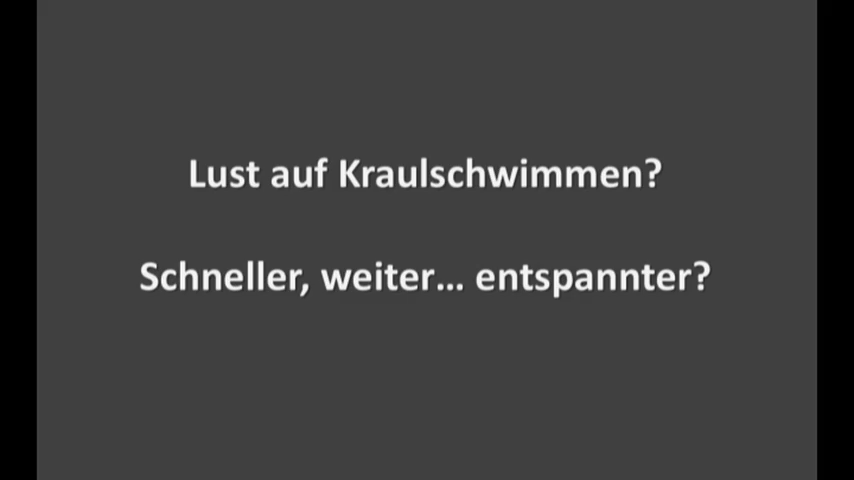 Lust auf Kraulschwimmen?
Schneller, weiter... entspannter?